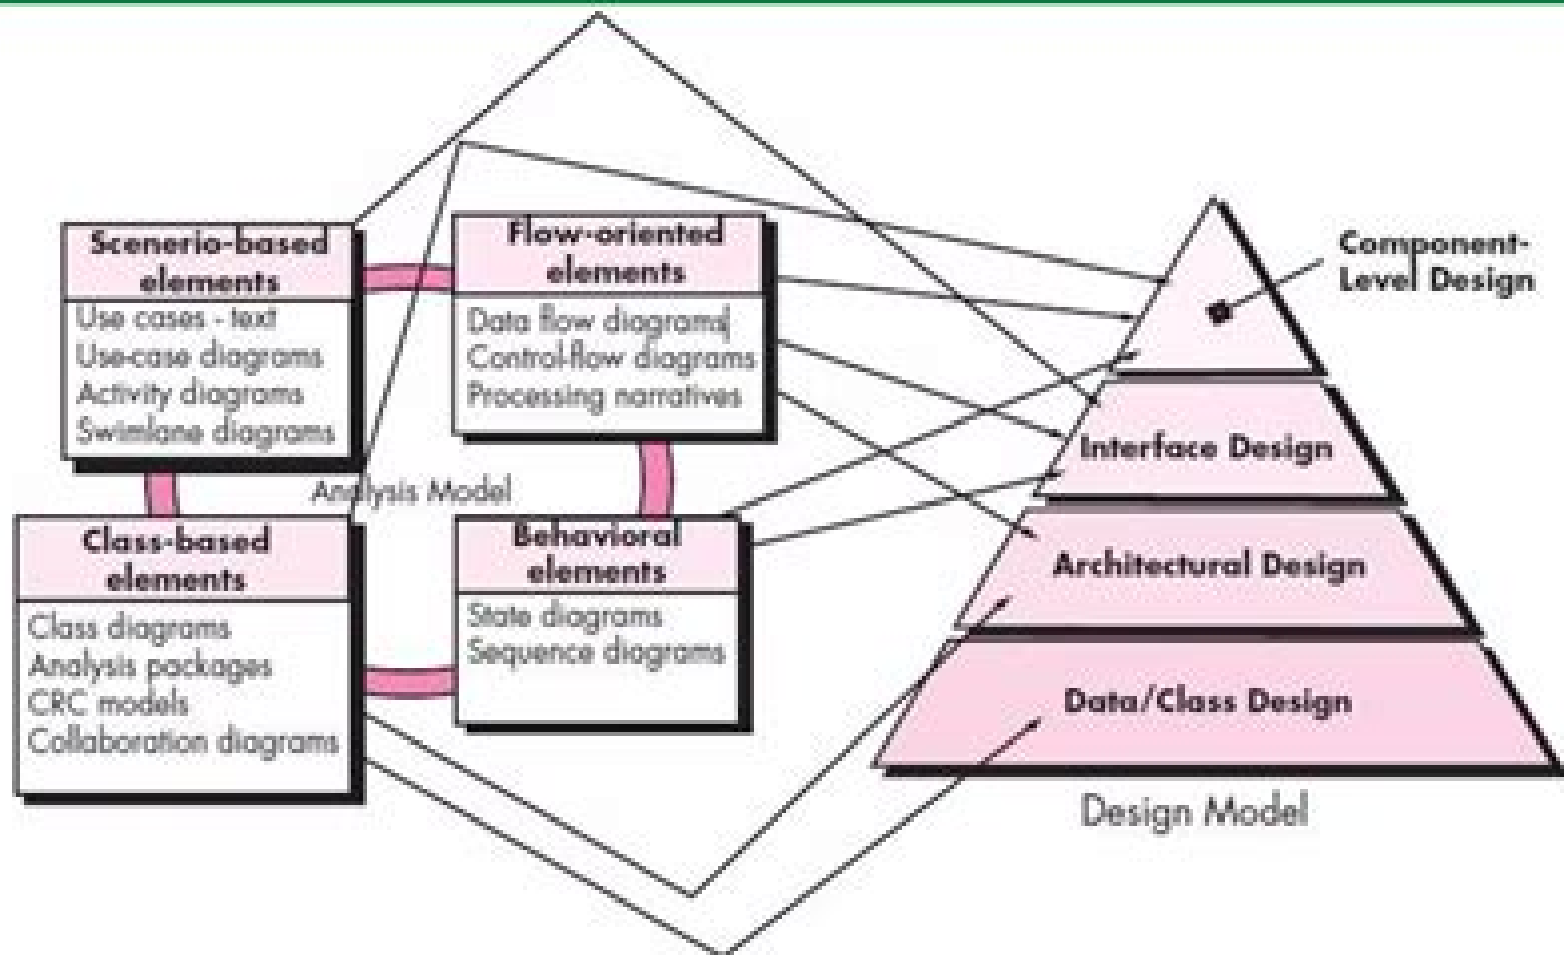 Scenerio-based
elements
Use cases - text
Use-case diagrams
Activity diagrams
Swimlane diagrams
Flow-oriented
elements
Data flow diagrams
Control-flow diagrams
Processing narratives
Analysis Model
Class-based
elements
Class diagrams
Analysis packages
CRC models
Collaboration diagrams
Behavioral
elements
State diagrams
Sequence diagrams
Component-
Level Design
Interface Design
Architectural Design
Data/Class Design
Design Model